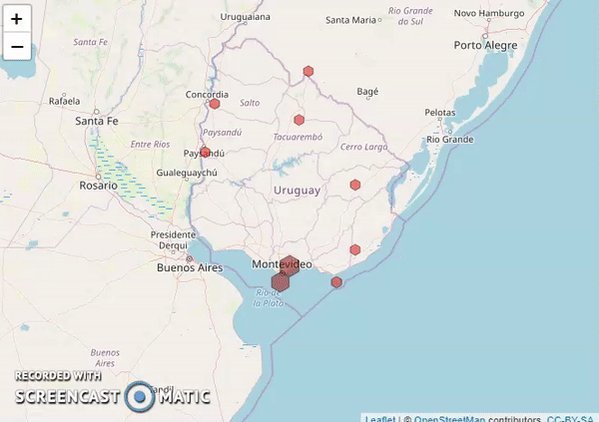 +
−
Uruguaiana
Santa Maria
Rio Grande
do Sul
Novo Hamburgo
Porto Alegre
Santa Fe
Rafaela
Santa Fe
Concordia
Salto
Bagé
Pelotas
Rio Grande
Entre Rios
Paysandú
Paysandú
Tacuarembó
Cerro Largo
Rosario
Gualeguaychú
Uruguay
Presidente
Derqui
Buenos Aires
Montevideo
Río de
la Plata
Buenos
Aires
Tandil
RECORDED WITH
SCREENCAST MATIC
Leaflet | © OpenStreetMap contributors, CC-BY-SA